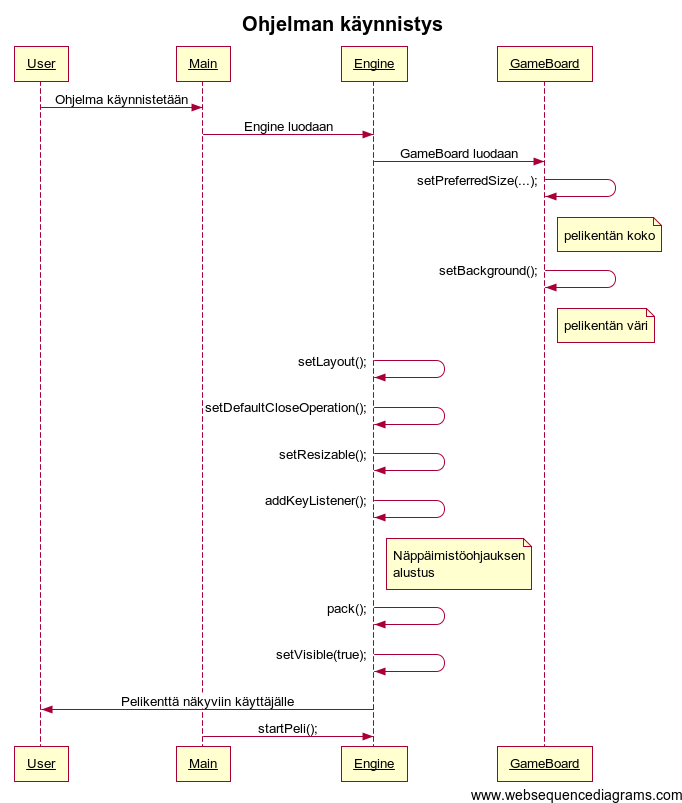 Ohjelman käynnistys
User
Main
Engine
GameBoard
Ohjelma käynnistetään
Engine luodaan
GameBoard luodaan
setPreferredSize(...);
pelikentän koko
setBackground();
pelikentän väri
setLayout();
setDefaultCloseOperation();
setResizable();
addKeyListener();
Näppäimistöohjauksen
alustus
pack();
setVisible(true);
Pelikenttä näkyviin käyttäjälle
startPeli();
User
Main
Engine
GameBoard
www.websequencediagrams.com